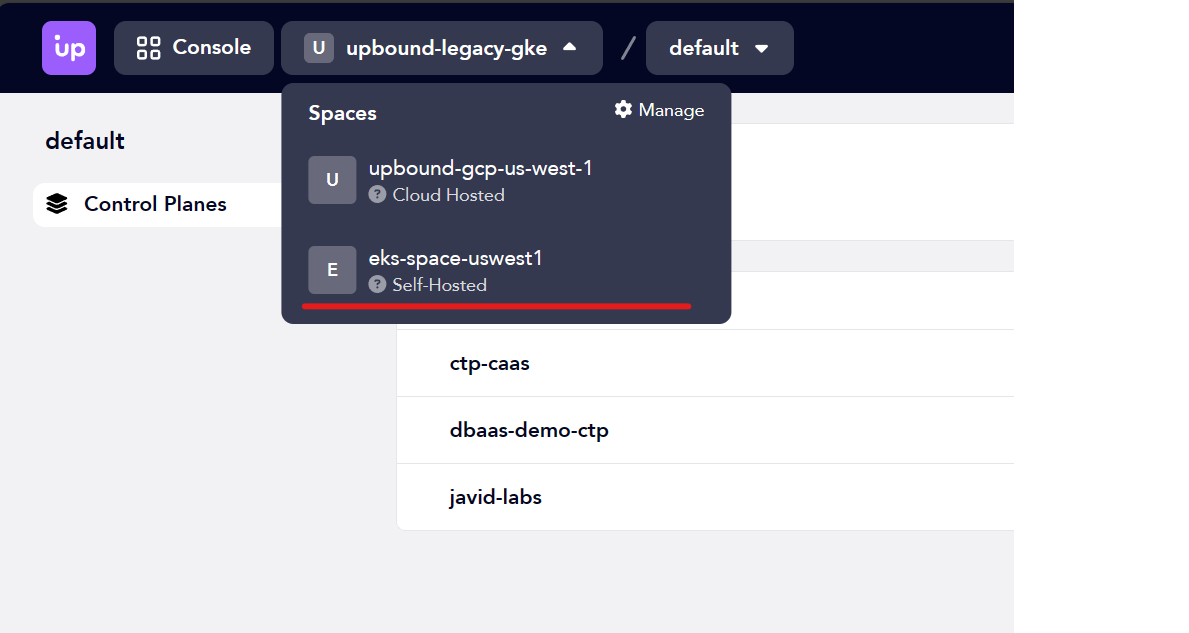 up
Console
U upbound-legacy-gke
/
default
Spaces
Manage
U
upbound-gcp-us-west-1
? Cloud Hosted
E
eks-space-uswest1
? Self-Hosted
default
Control Planes
ctp-caas
dbaas-demo-ctp
javid-labs